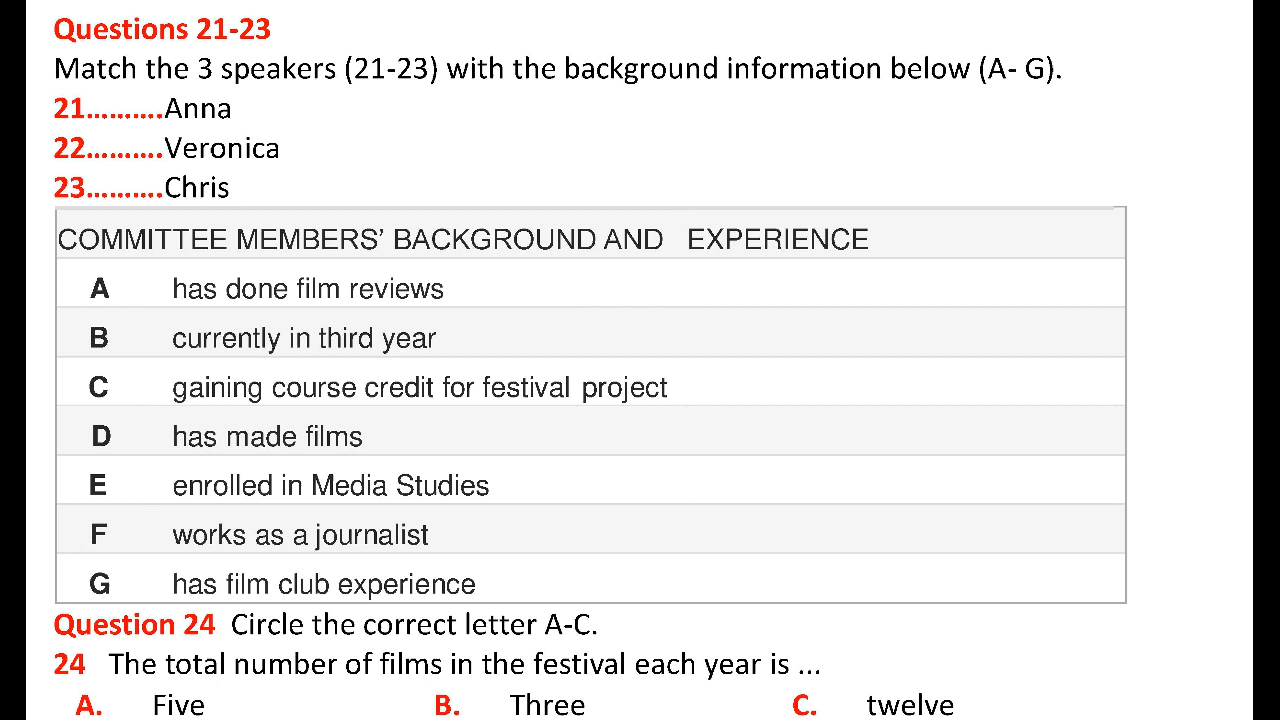 Questions 21-23
Match the 3 speakers (21-23) with the background information below (A- G).
21..........Anna
22..........Veronica
23..........Chris
COMMITTEE MEMBERS’ BACKGROUND AND EXPERIENCE
A has done film reviews
B currently in third year
C gaining course credit for festival project
D has made films
E enrolled in Media Studies
F works as a journalist
G has film club experience
Question 24 Circle the correct letter A-C.
24 The total number of films in the festival each year is ...
A. Five B. Three C. twelve